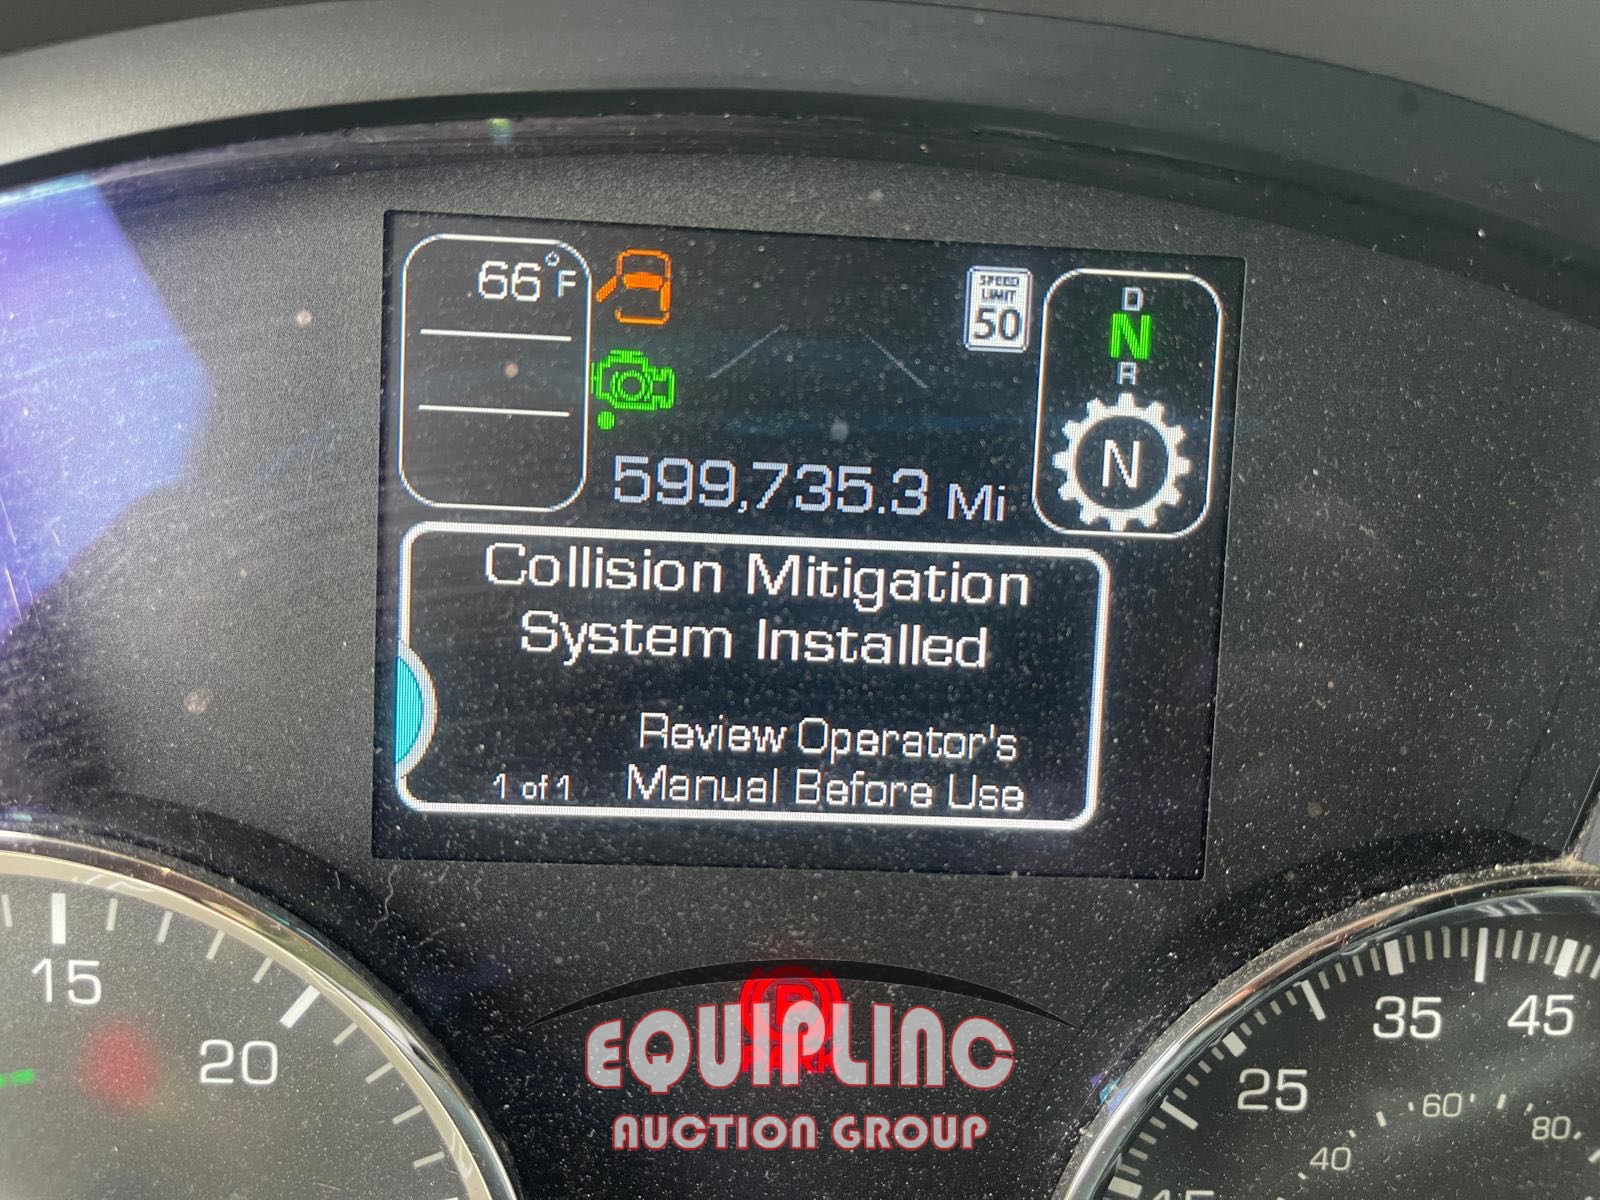 66°F
SPEED
LIMIT
50
D
N
R
N
599,735.3 Mi
Collision Mitigation
System Installed
Review Operator's
1 of 1 Manual Before Use
15
20
25
35
45
40
60
80
EQUIPLINC
AUCTION GROUP